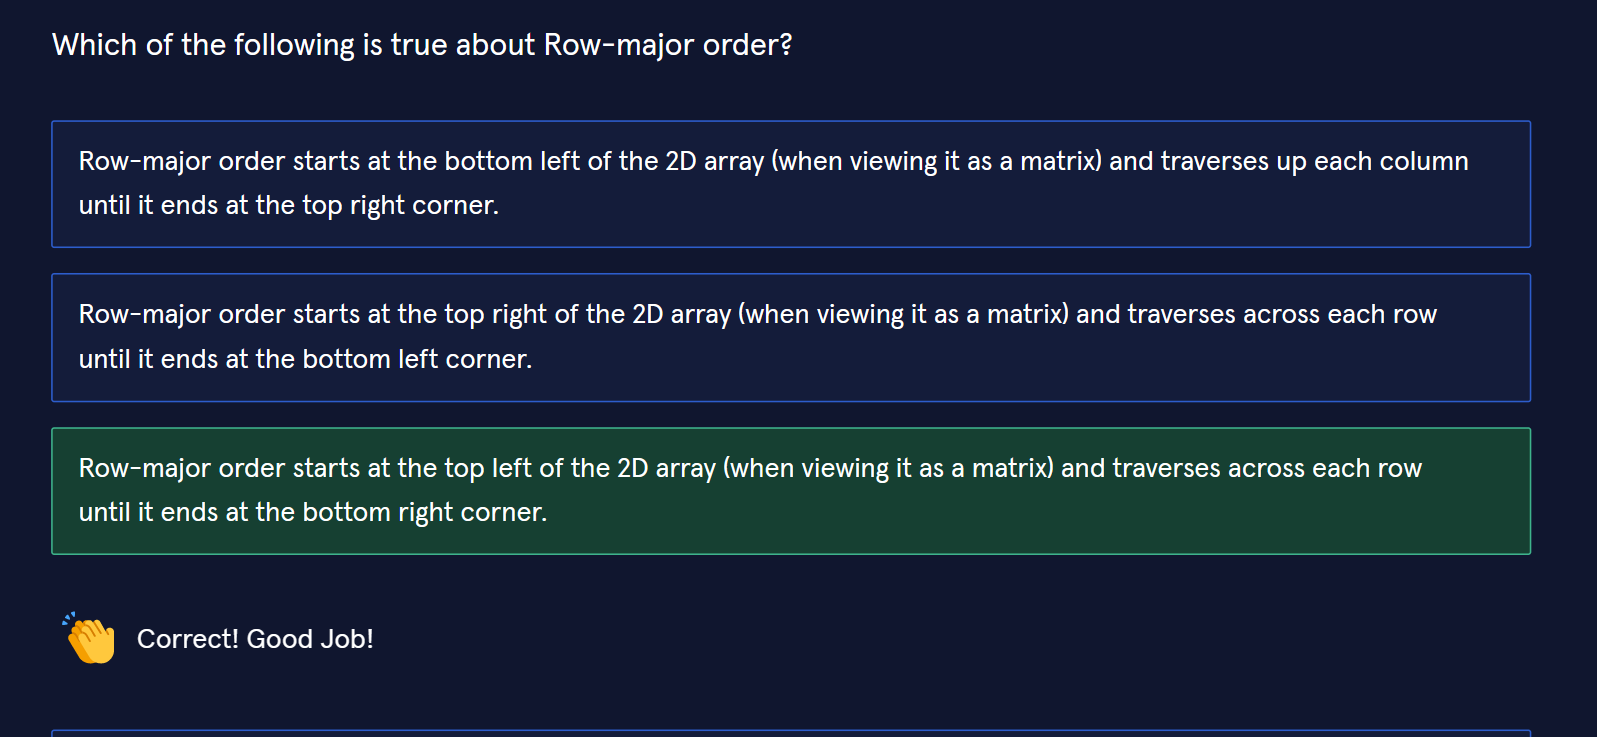 Which of the following is true about Row-major order?
Row-major order starts at the bottom left of the 2D array (when viewing it as a matrix) and traverses up each column
until it ends at the top right corner.
Row-major order starts at the top right of the 2D array (when viewing it as a matrix) and traverses across each row
until it ends at the bottom left corner.
Row-major order starts at the top left of the 2D array (when viewing it as a matrix) and traverses across each row
until it ends at the bottom right corner.
Correct! Good Job!